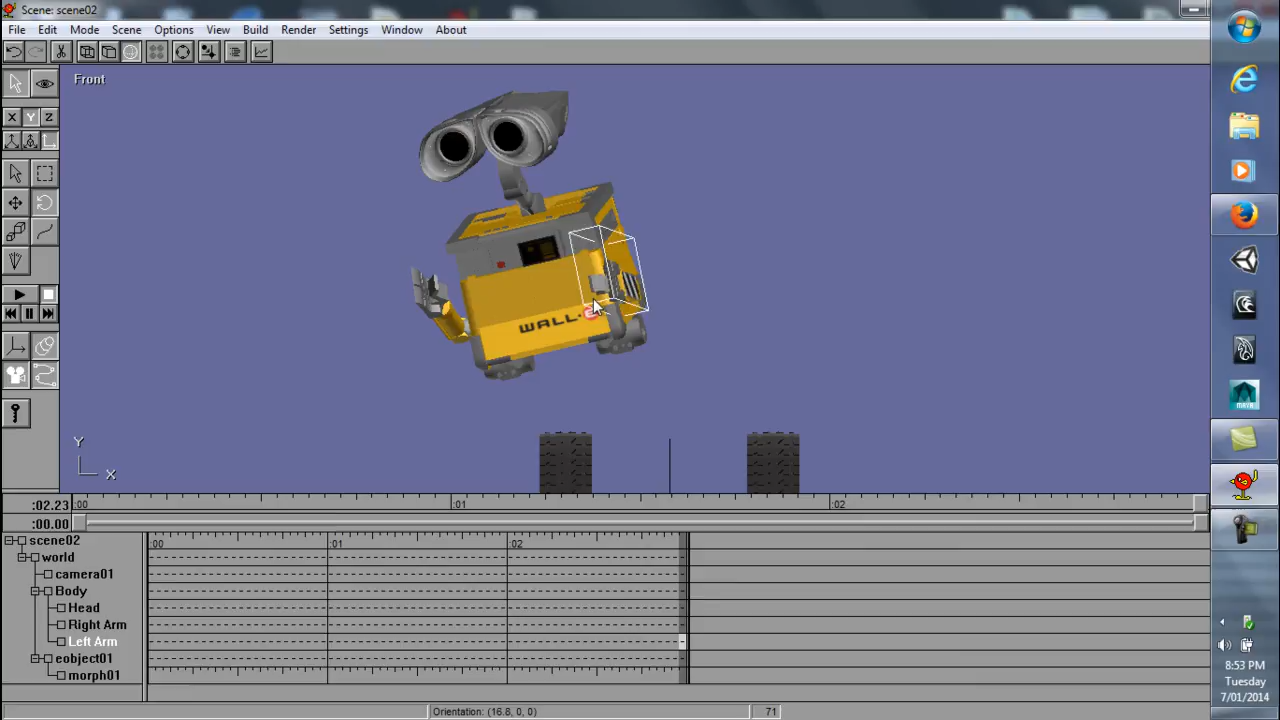 Scene: scene02
File Edit Mode Scene Options View Build Render Settings Window About
Front
X Y Z
WALL·E
Y
X
:02.23 :00 :01 :02
:00.00
scene02 :00 :01 :02
world
camera01
Body
Head
Right Arm
Left Arm
eobject01
morph01
Orientation: (16.8, 0, 0) 71
MAYA
8:53 PM
Tuesday
7/01/2014